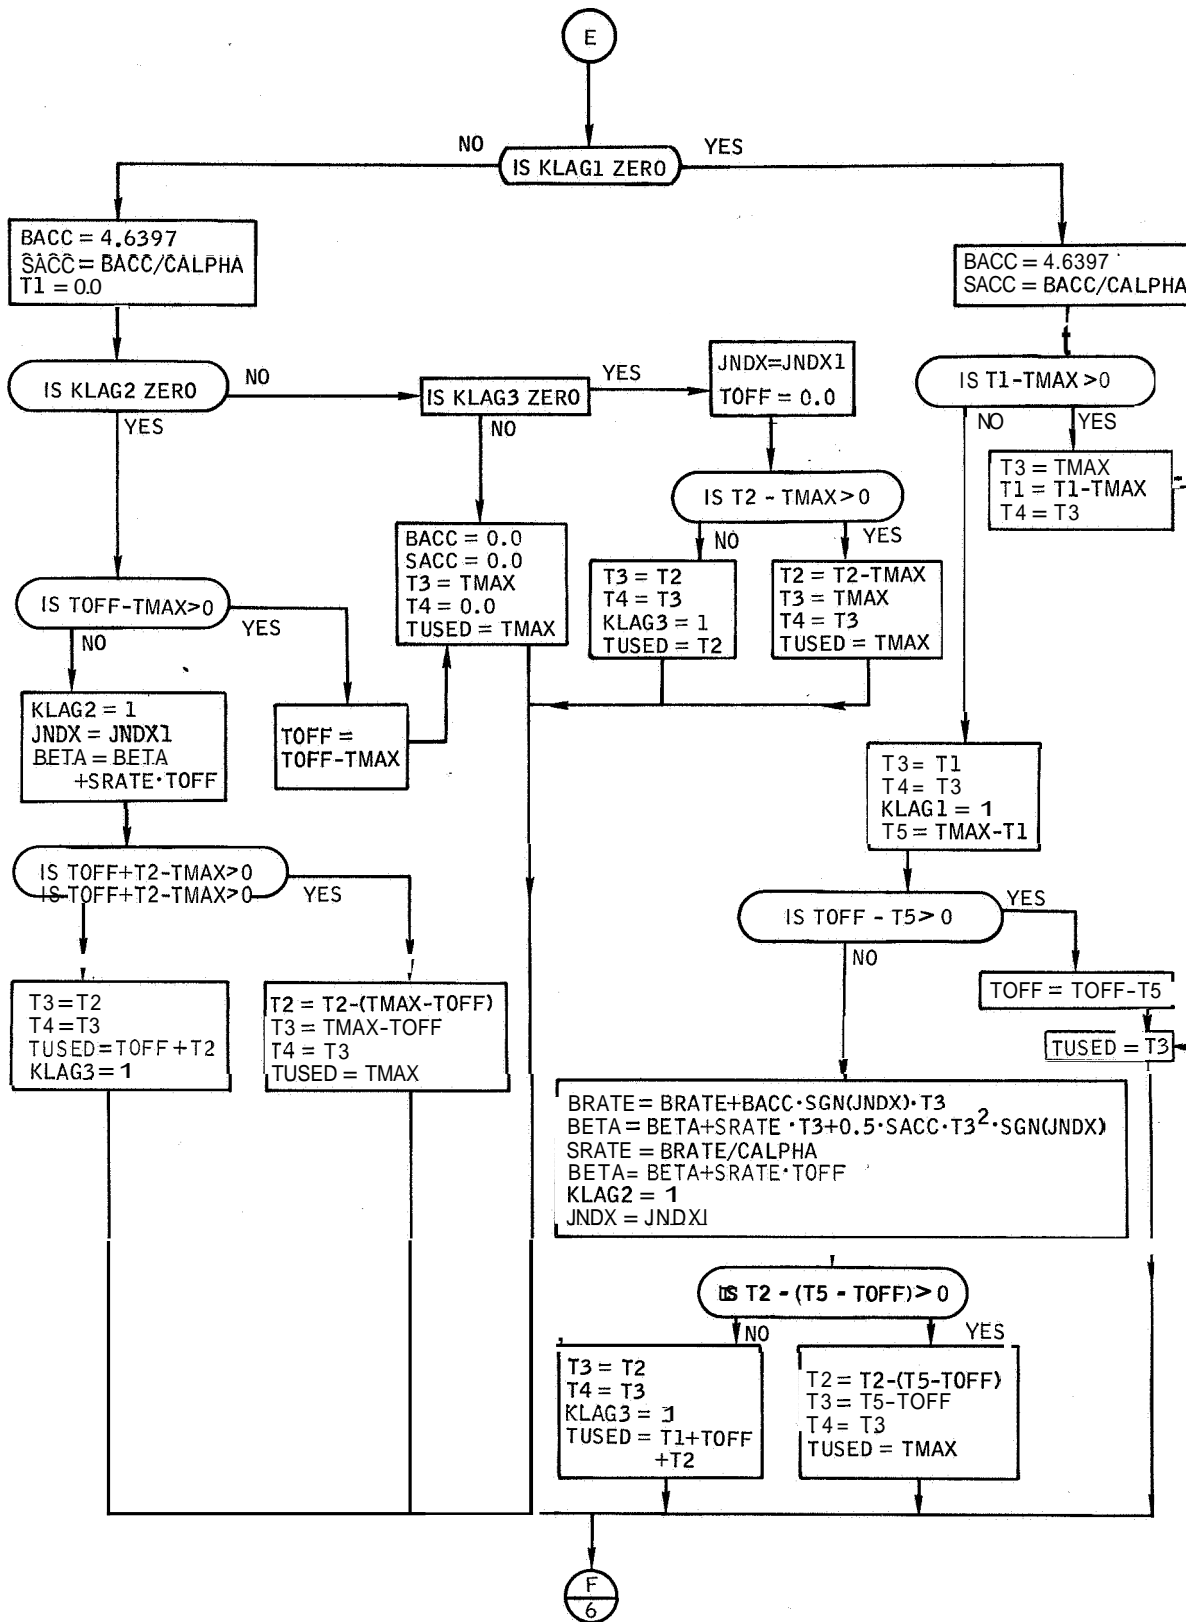 E
NO
YES
IS KLAG1 ZERO
BACC = 4.6397
SACC = BACC/CALPHA
T1 = 0.0
BACC = 4.6397
SACC = BACC/CALPHA
IS KLAG2 ZERO
NO
YES
IS KLAG3 ZERO
YES
NO
JNDX=JNDX1
TOFF = 0.0
IS T1-TMAX >0
NO
YES
T3 = TMAX
T1 = T1-TMAX
T4 = T3
IS T2 - TMAX > 0
NO
YES
BACC = 0.0
SACC = 0.0
T3 = TMAX
T4 = 0.0
TUSED = TMAX
T3 = T2
T4 = T3
KLAG3 = 1
TUSED = T2
T2 = T2-TMAX
T3 = TMAX
T4 = T3
TUSED = TMAX
IS TOFF-TMAX>0
NO
YES
KLAG2 = 1
JNDX = JNDX1
BETA = BETA
+SRATE·TOFF
TOFF =
TOFF-TMAX
T3 = T1
T4 = T3
KLAG1 = 1
T5 = TMAX-T1
IS TOFF+T2-TMAX>0
IS TOFF+T2-TMAX>0
YES
IS TOFF - T5 > 0
YES
NO
T3=T2
T4=T3
TUSED=TOFF+T2
KLAG3=1
T2 = T2-(TMAX-TOFF)
T3 = TMAX-TOFF
T4 = T3
TUSED = TMAX
TOFF = TOFF-T5
TUSED = T3
BRATE = BRATE+BACC·SGN(JNDX)·T3
BETA = BETA+SRATE·T3+0.5·SACC·T3²·SGN(JNDX)
SRATE = BRATE/CALPHA
BETA= BETA+SRATE·TOFF
KLAG2 = 1
JNDX = JNDX1
IS T2 - (T5 - TOFF) > 0
NO
YES
T3 = T2
T4 = T3
KLAG3 = 1
TUSED = T1+TOFF
+T2
T2 = T2-(T5-TOFF)
T3 = T5-TOFF
T4 = T3
TUSED = TMAX
F
6